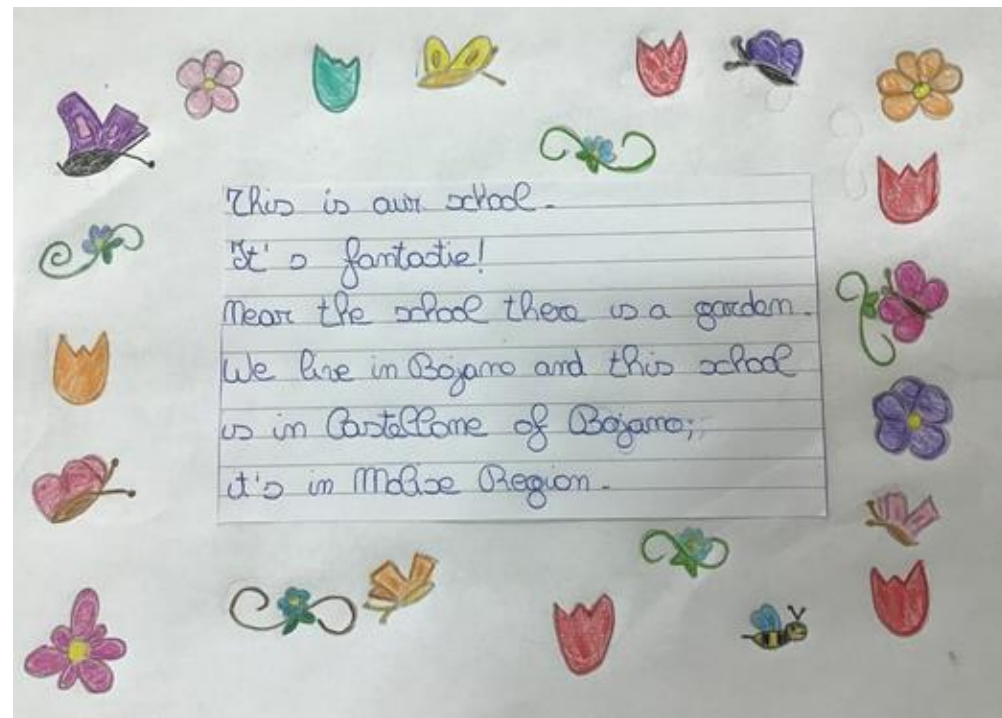 This is our school.
It's fantastic!
Near the school there is a garden.
We live in Bojano and this school
is in Castellone of Bojano;
it's in Molise Region.